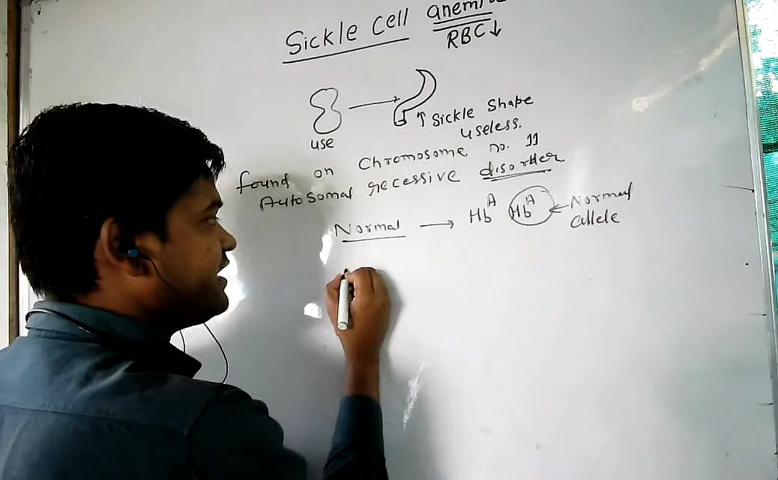 Sickle Cell anemi
RBC↓
↑ Sickle Shape
useless.
use
found on Chromosome no. 11
Autosomal recessive disorder
Normal → Hb^A Hb^A ← Normal
allele